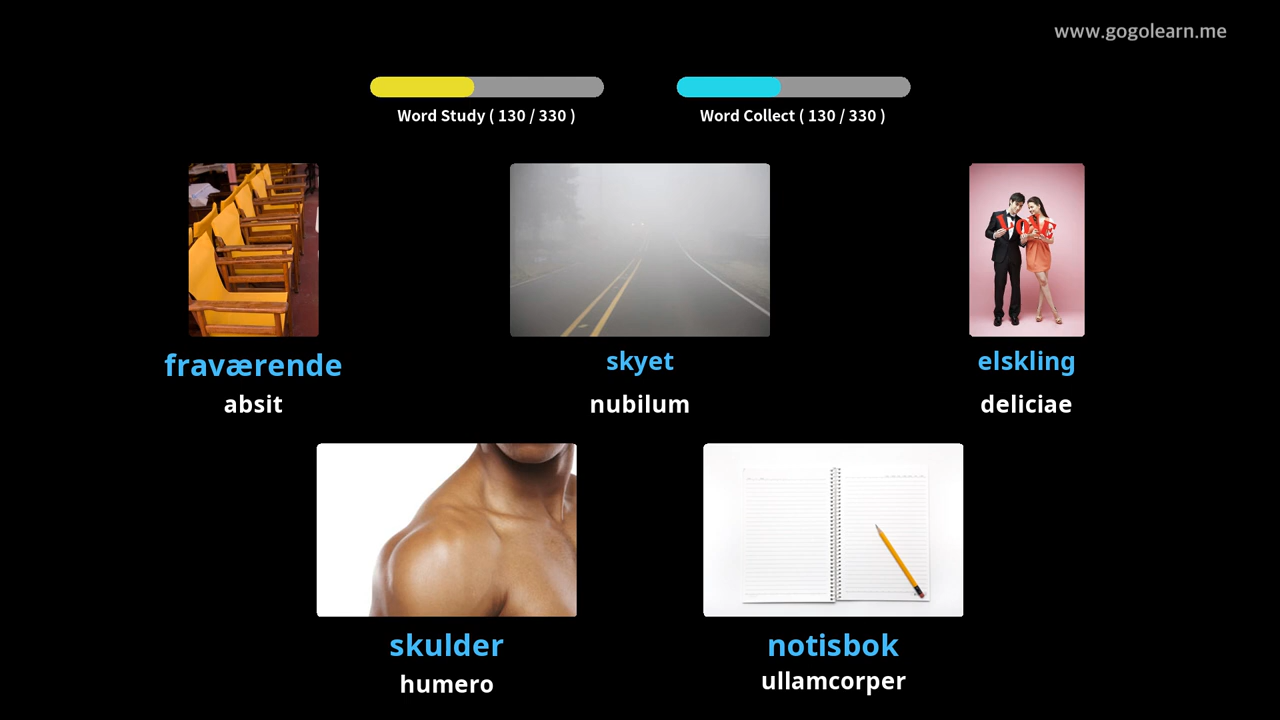 www.gogolearn.me
Word Study ( 130 / 330 )
Word Collect ( 130 / 330 )
LOVE
fraværende
skyet
elskling
absit
nubilum
deliciae
skulder
notisbok
humero
ullamcorper